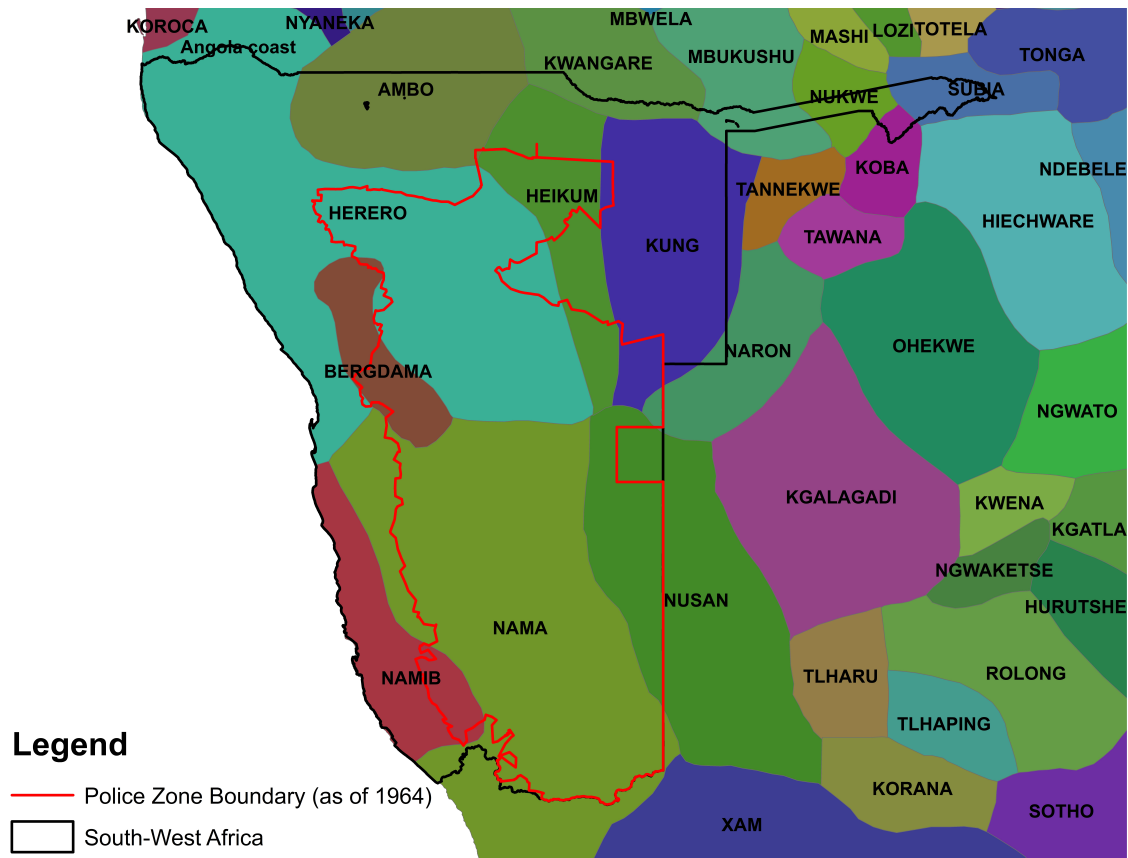 KOROCA
NYANEKA
MBWELA
Angola coast
MASHI
LOZI
TOTELA
TONGA
KWANGARE
MBUKUSHU
AMBO
NUKWE
SUBIA
KOBA
NDEBELE
HEIKUM
TANNEKWE
HERERO
HIECHWARE
KUNG
TAWANA
NARON
OHEKWE
BERGDAMA
NGWATO
KGALAGADI
KWENA
KGATLA
NGWAKETSE
NUSAN
HURUTSHE
NAMA
NAMIB
TLHARU
ROLONG
TLHAPING
Legend
Police Zone Boundary (as of 1964)
South-West Africa
KORANA
XAM
SOTHO